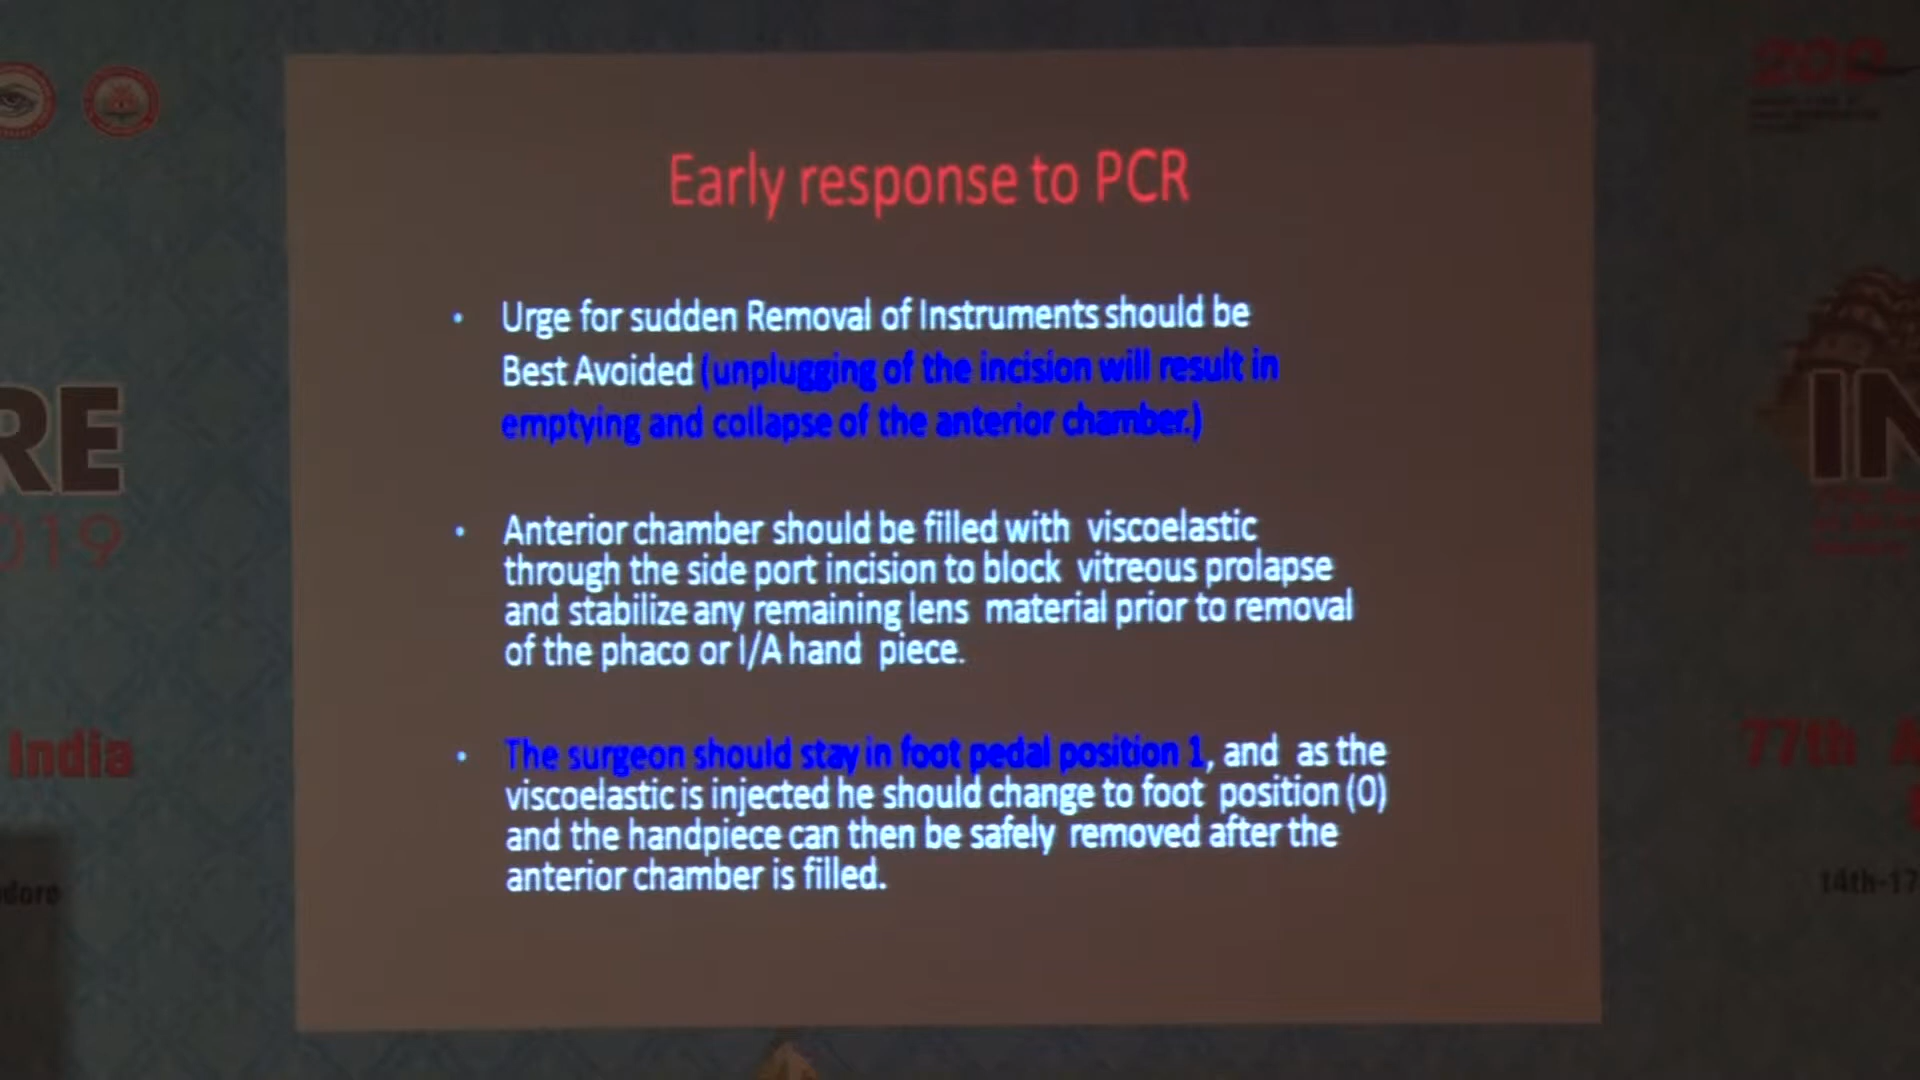 Early response to PCR
• Urge for sudden Removal of Instruments should be
Best Avoided (unplugging of the incision will result in
emptying and collapse of the anterior chamber.)
• Anterior chamber should be filled with viscoelastic
through the side port incision to block vitreous prolapse
and stabilize any remaining lens material prior to removal
of the phaco or I/A hand piece.
• The surgeon should stay in foot pedal position 1, and as the
viscoelastic is injected he should change to foot position (0)
and the handpiece can then be safely removed after the
anterior chamber is filled.
RE
019
India
dore
200
IN
77th A
14th-17